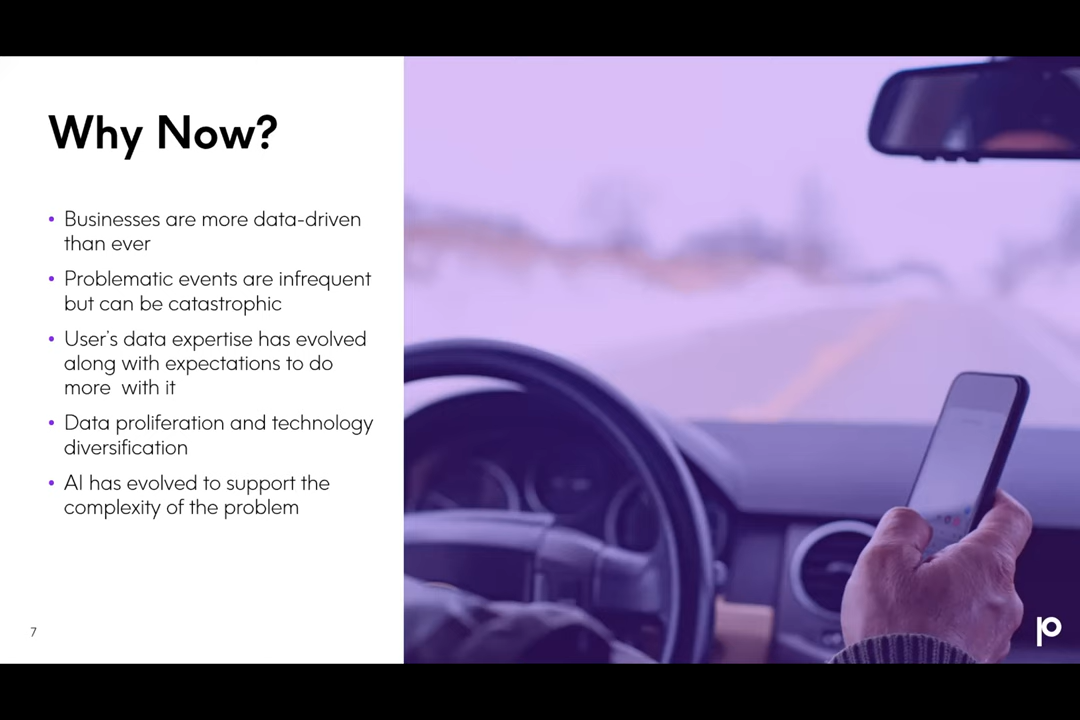 Why Now?
• Businesses are more data-driven
than ever
• Problematic events are infrequent
but can be catastrophic
• User's data expertise has evolved
along with expectations to do
more  with it
• Data proliferation and technology
diversification
• AI has evolved to support the
complexity of the problem
7